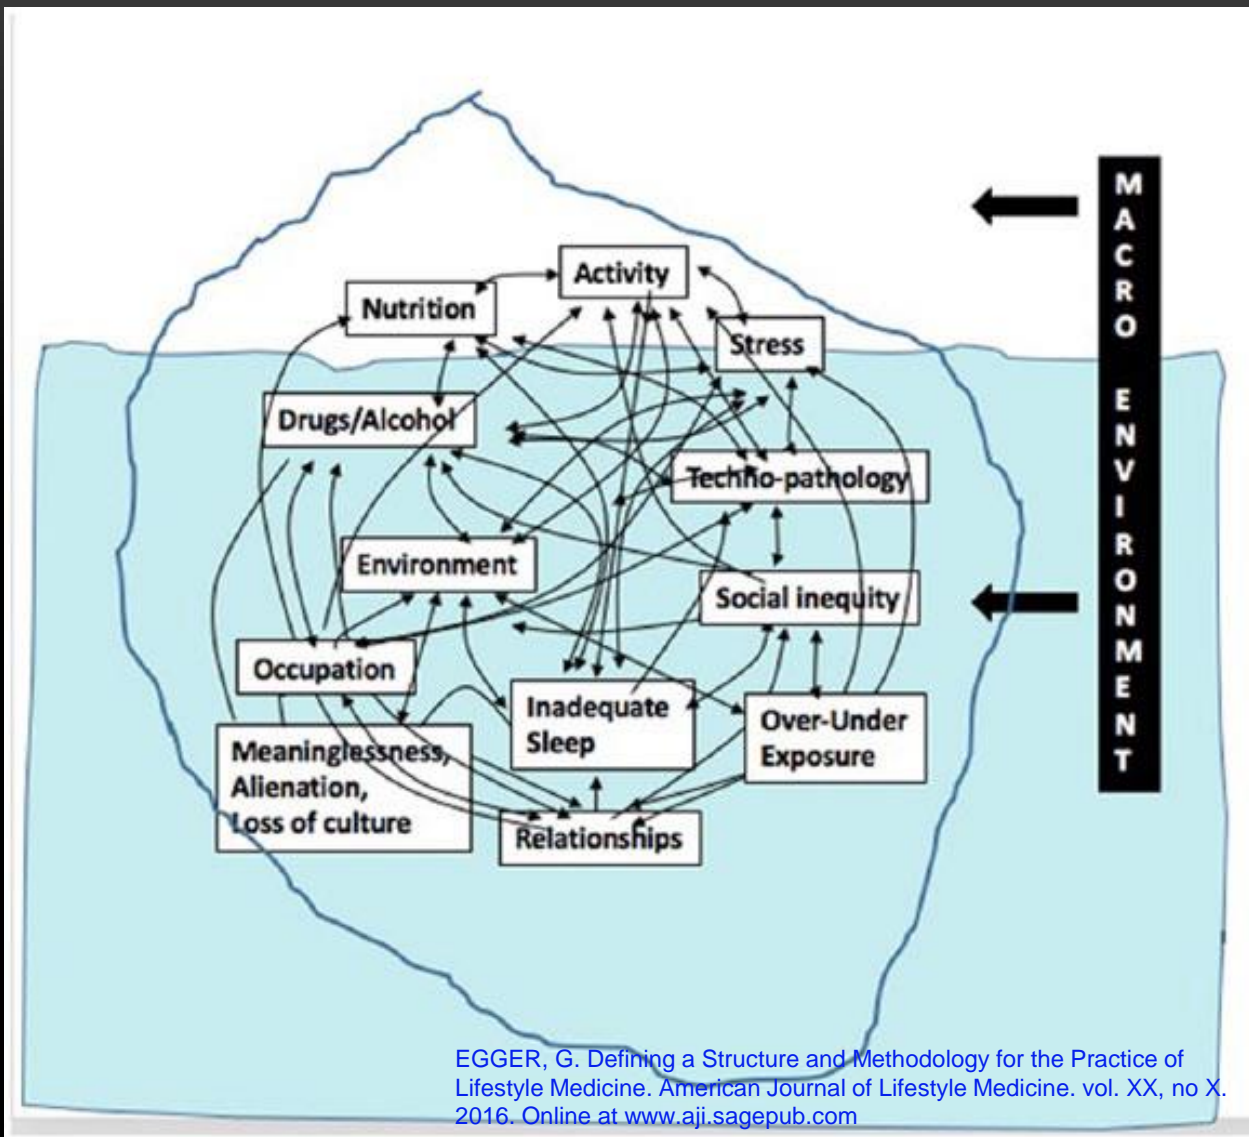 Activity
Nutrition
Stress
Drugs/Alcohol
Techno-pathology
Environment
Social inequity
Occupation
Inadequate
Sleep
Over-Under
Exposure
Meaninglessness,
Alienation,
Loss of culture
Relationships
MACRO ENVIRONMENT
EGGER, G. Defining a Structure and Methodology for the Practice of
Lifestyle Medicine. American Journal of Lifestyle Medicine. vol. XX, no X.
2016. Online at www.aji.sagepub.com